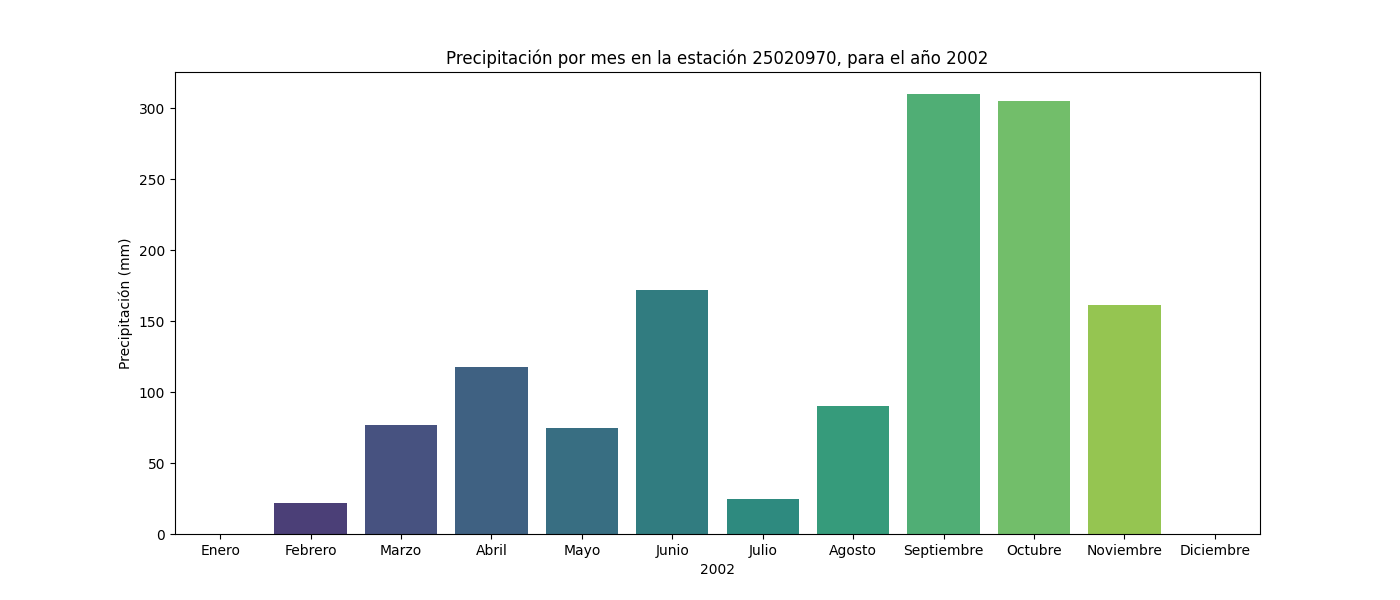 Precipitación por mes en la estación 25020970, para el año 2002
Precipitación (mm)
300
250
200
150
100
50
0
Enero Febrero Marzo Abril Mayo Junio Julio Agosto Septiembre Octubre Noviembre Diciembre
2002